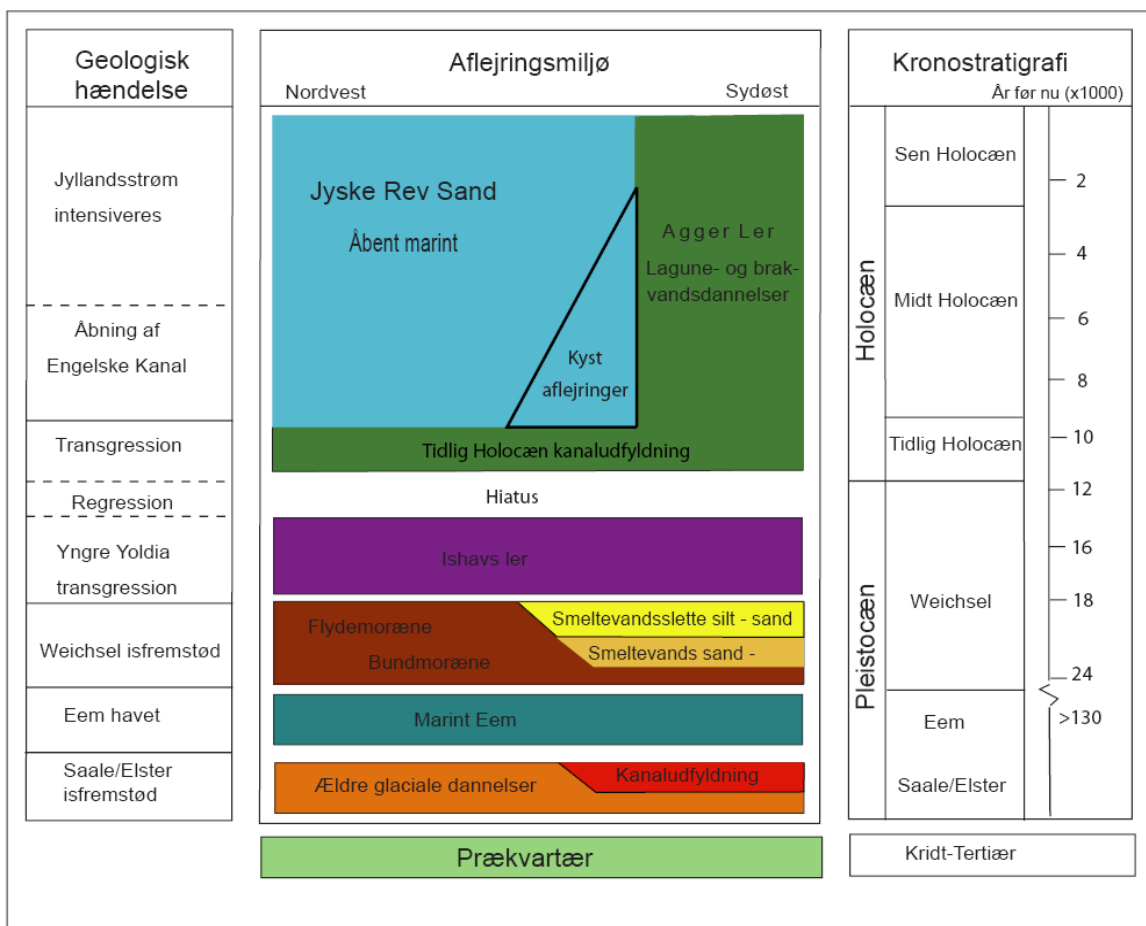 Geologisk
hændelse
Jyllandsstrøm
intensiveres
Åbning af
Engelske Kanal
Transgression
Regression
Yngre Yoldia
transgression
Weichsel isfremstød
Eem havet
Saale/Elster
isfremstød
Aflejringsmiljø
Nordvest
Sydøst
Jyske Rev Sand
Åbent marint
Agger Ler
Lagune- og brak-
vandsdannelser
Kyst
aflejringer
Tidlig Holocæn kanaludfyldning
Hiatus
Ishavs ler
Flydemoræne
Bundmoræne
Smeltevandsslette silt - sand
Smeltevands sand -
Marint Eem
Ældre glaciale dannelser
Kanaludfyldning
Prækvartær
Kronostratigrafi
År før nu (x1000)
Holocæn
Sen Holocæn
Midt Holocæn
Tidlig Holocæn
Pleistocæn
Weichsel
Eem
Saale/Elster
2
4
6
8
10
12
16
18
24
>130
Kridt-Tertiær